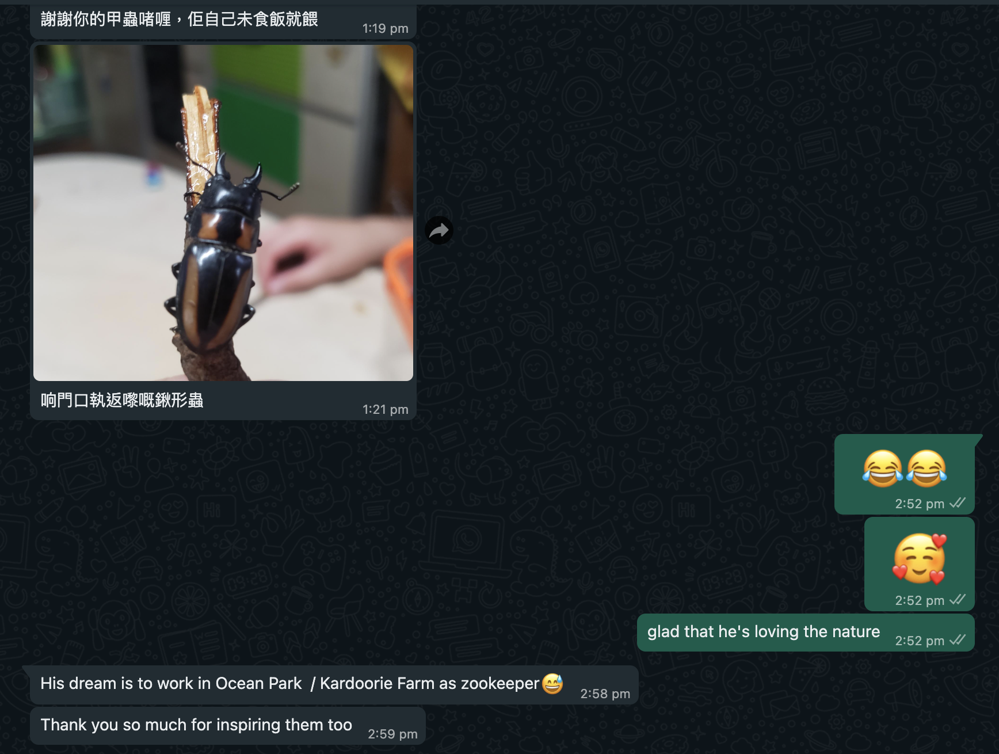 謝謝你的甲蟲啫喱，佢自己未食飯就餵
1:19 pm
响門口執返嚟嘅鍬形蟲
1:21 pm
😂😂
2:52 pm
🥰
2:52 pm
glad that he's loving the nature
2:52 pm
His dream is to work in Ocean Park / Kardoorie Farm as zookeeper😅
2:58 pm
Thank you so much for inspiring them too
2:59 pm